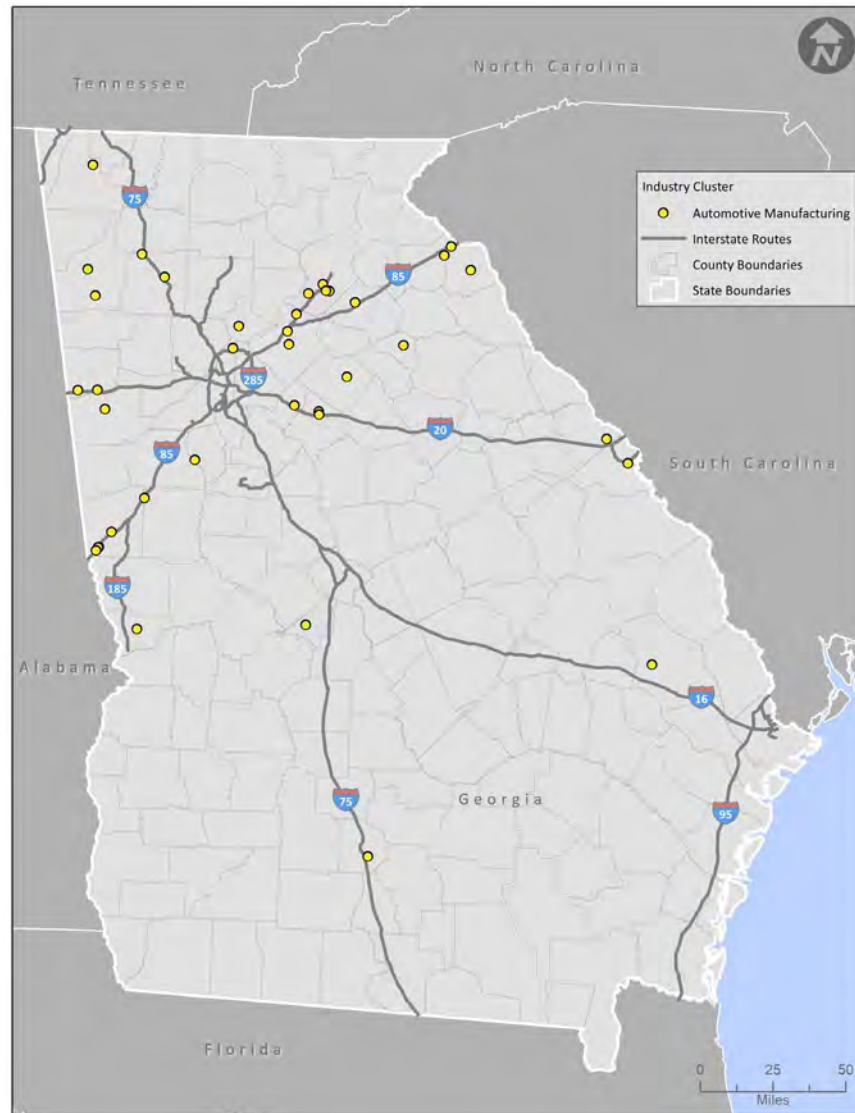 N
North Carolina
Tennessee
Industry Cluster
Automotive Manufacturing
Interstate Routes
County Boundaries
State Boundaries
75
85
285
20
85
South Carolina
185
Alabama
16
75
Georgia
95
Florida
0 25 50
Miles